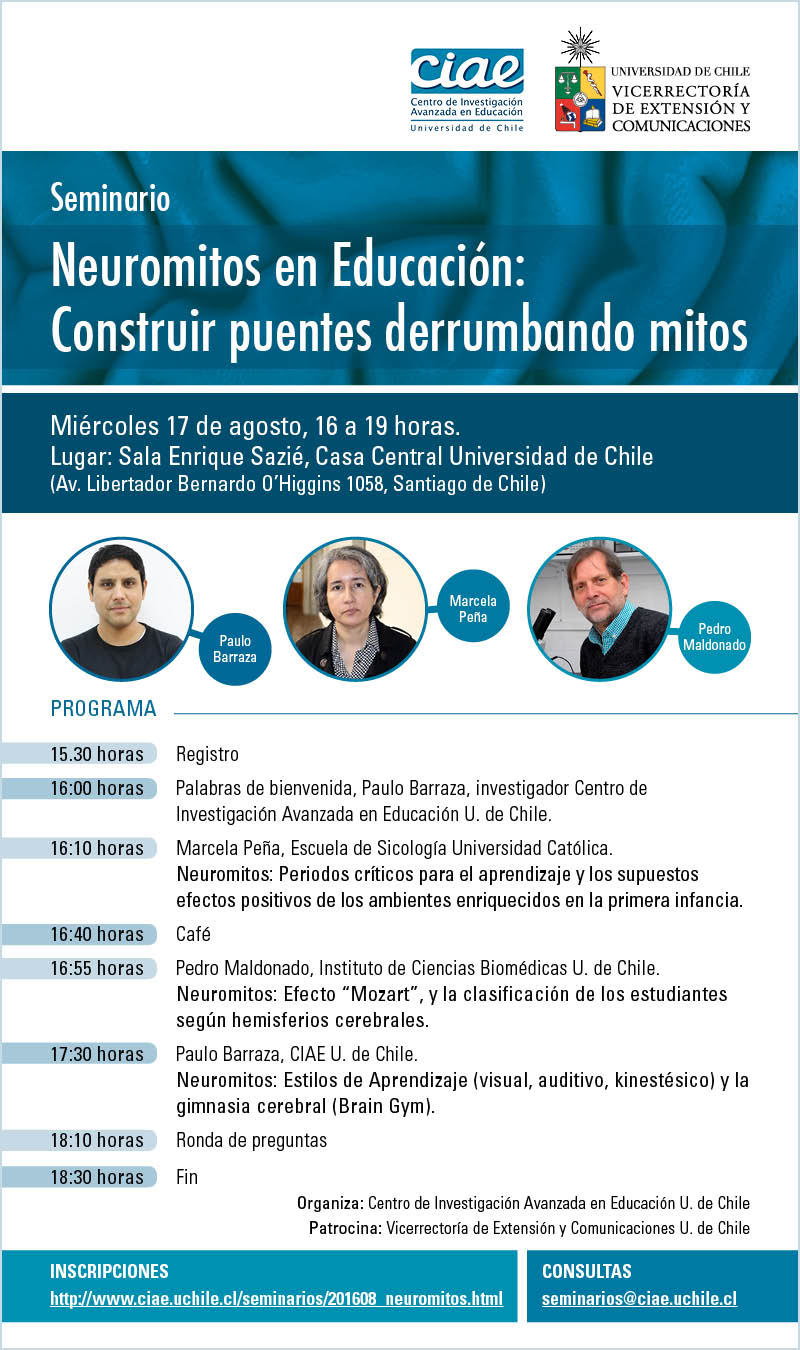 ciae
Centro de Investigación
Avanzada en Educación
Universidad de Chile
UNIVERSIDAD DE CHILE
VICERRECTORÍA
DE EXTENSIÓN Y
COMUNICACIONES
Seminario
Neuromitos en Educación:
Construir puentes derrumbando mitos
Miércoles 17 de agosto, 16 a 19 horas.
Lugar: Sala Enrique Sazié, Casa Central Universidad de Chile
(Av. Libertador Bernardo O’Higgins 1058, Santiago de Chile)
Paulo
Barraza
Marcela
Peña
Pedro
Maldonado
PROGRAMA
15.30 horas Registro
16:00 horas Palabras de bienvenida, Paulo Barraza, investigador Centro de
Investigación Avanzada en Educación U. de Chile.
16:10 horas Marcela Peña, Escuela de Sicología Universidad Católica.
Neuromitos: Periodos críticos para el aprendizaje y los supuestos
efectos positivos de los ambientes enriquecidos en la primera infancia.
16:40 horas Café
16:55 horas Pedro Maldonado, Instituto de Ciencias Biomédicas U. de Chile.
Neuromitos: Efecto “Mozart”, y la clasificación de los estudiantes
según hemisferios cerebrales.
17:30 horas Paulo Barraza, CIAE U. de Chile.
Neuromitos: Estilos de Aprendizaje (visual, auditivo, kinestésico) y la
gimnasia cerebral (Brain Gym).
18:10 horas Ronda de preguntas
18:30 horas Fin
Organiza: Centro de Investigación Avanzada en Educación U. de Chile
Patrocina: Vicerrectoría de Extensión y Comunicaciones U. de Chile
INSCRIPCIONES
http://www.ciae.uchile.cl/seminarios/201608_neuromitos.html
CONSULTAS
seminarios@ciae.uchile.cl